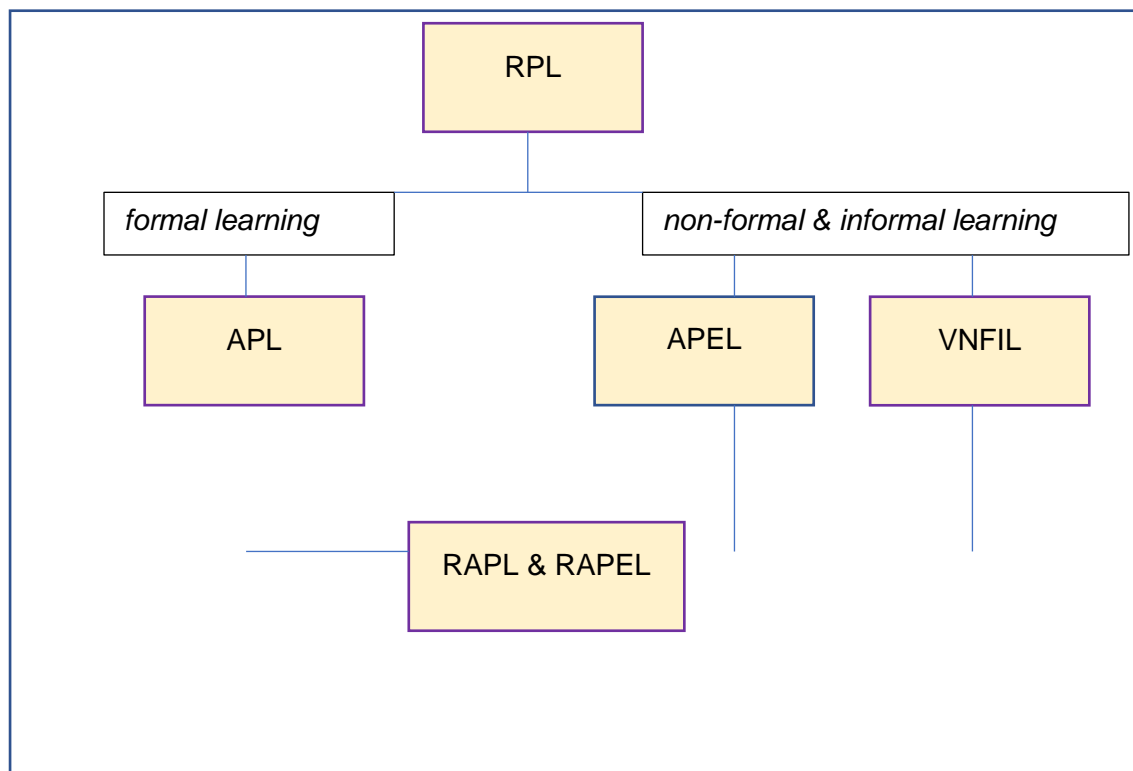 RPL
formal learning
non-formal & informal learning
APL
APEL
VNFIL
RAPL & RAPEL